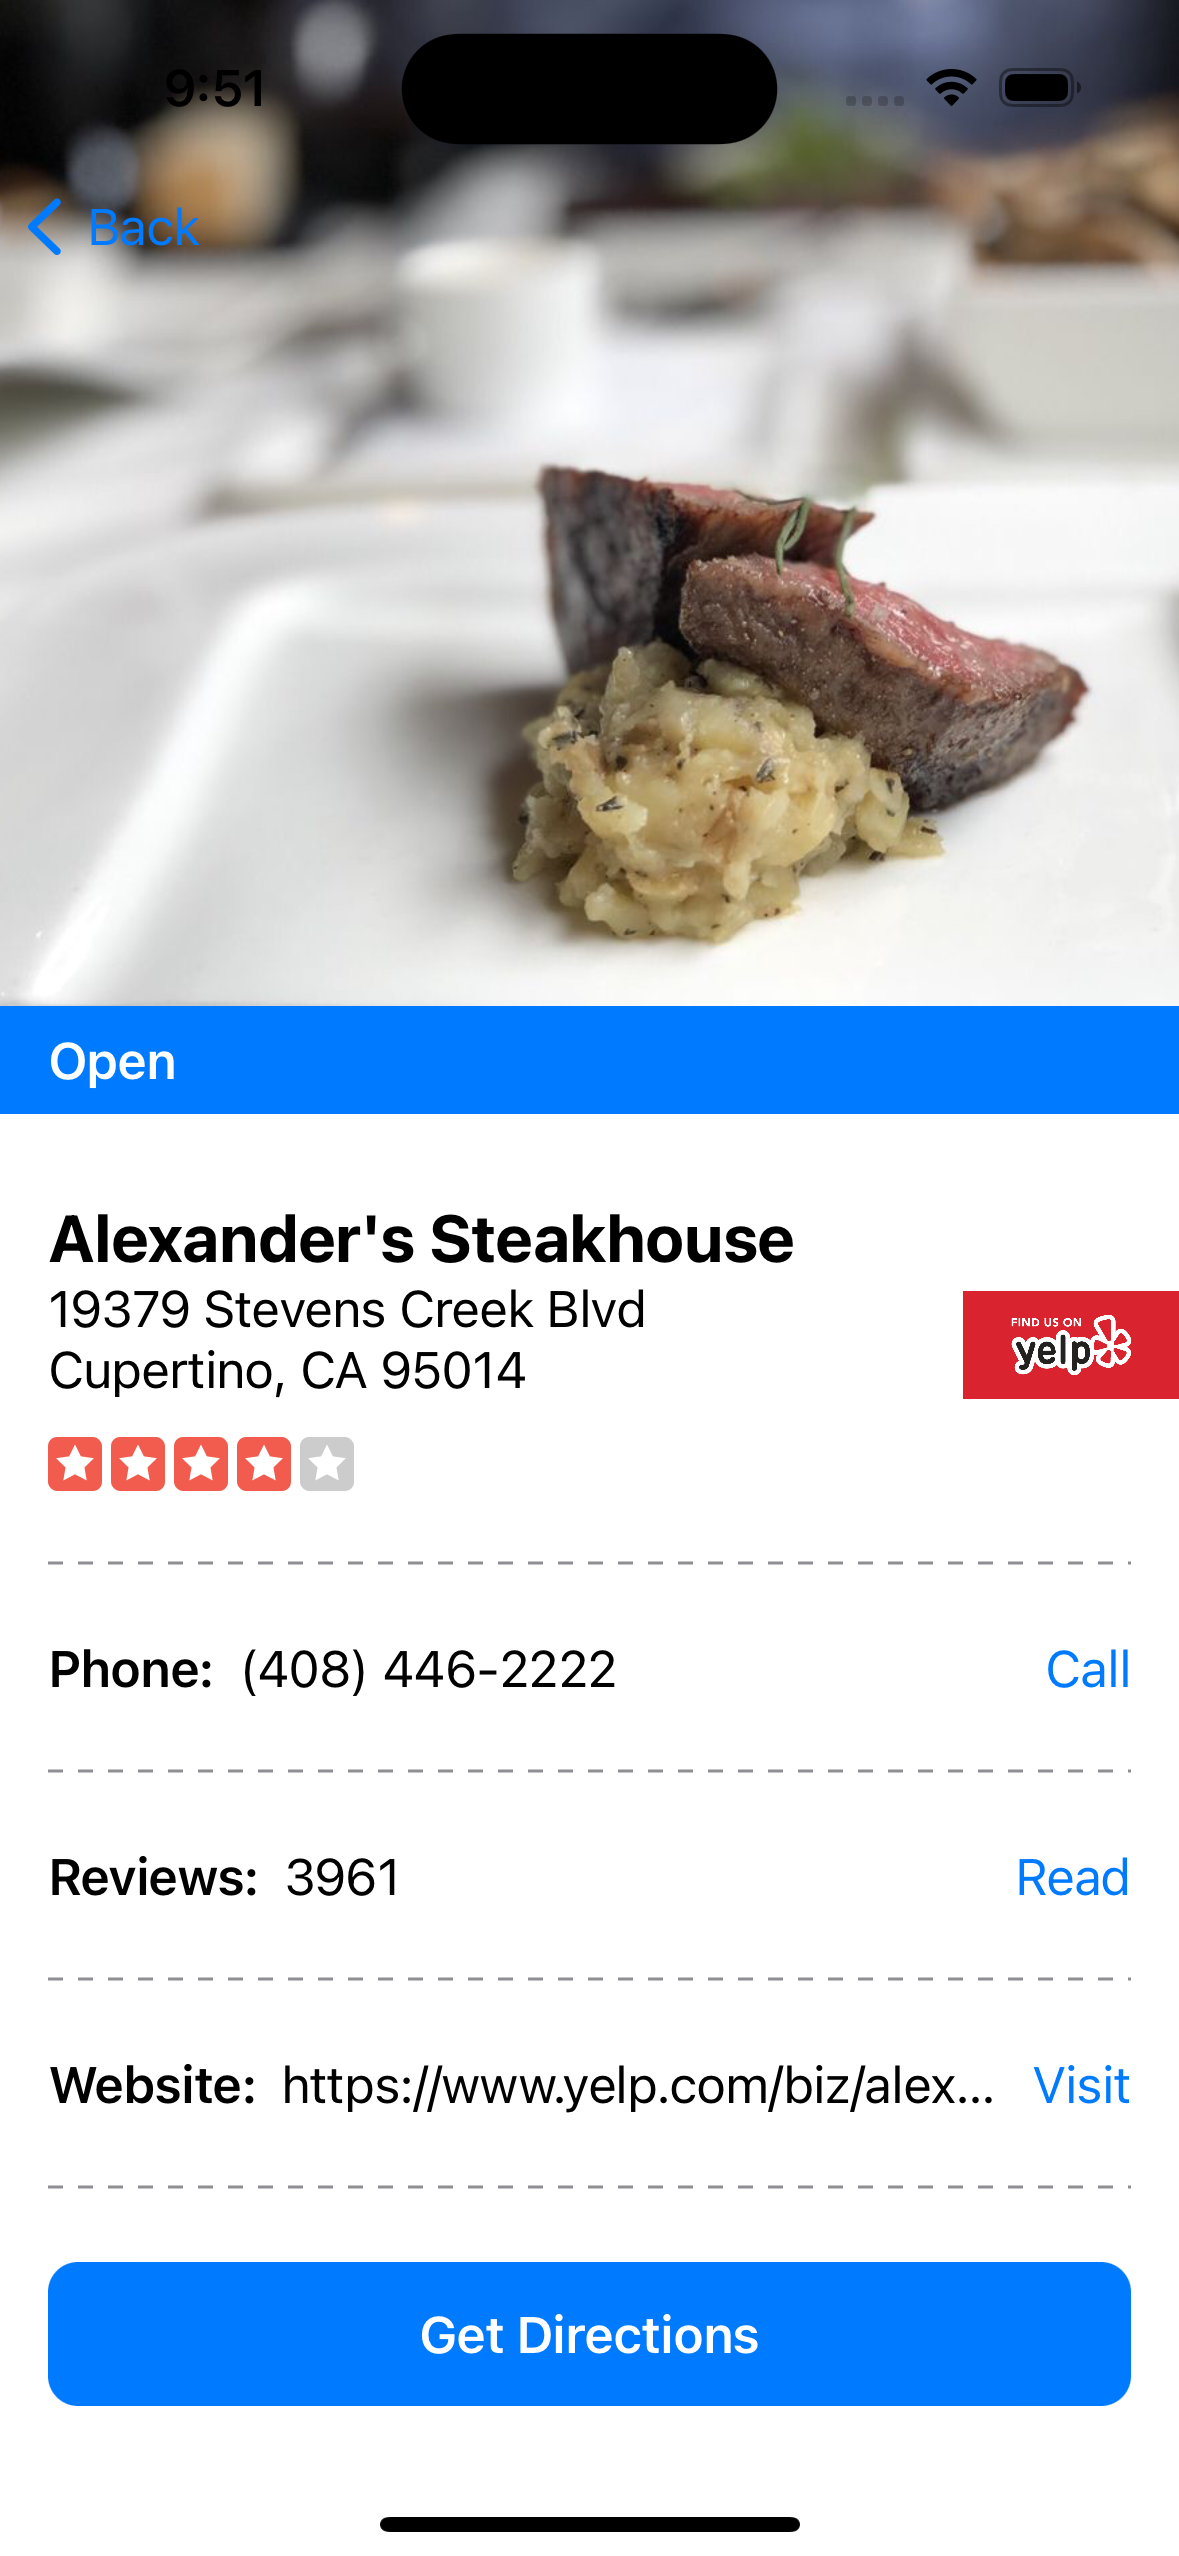 9:51
Back
Open
Alexander's Steakhouse
19379 Stevens Creek Blvd
Cupertino, CA 95014
FIND US ON
yelp
Phone: (408) 446-2222 Call
Reviews: 3961 Read
Website: https://www.yelp.com/biz/alex... Visit
Get Directions